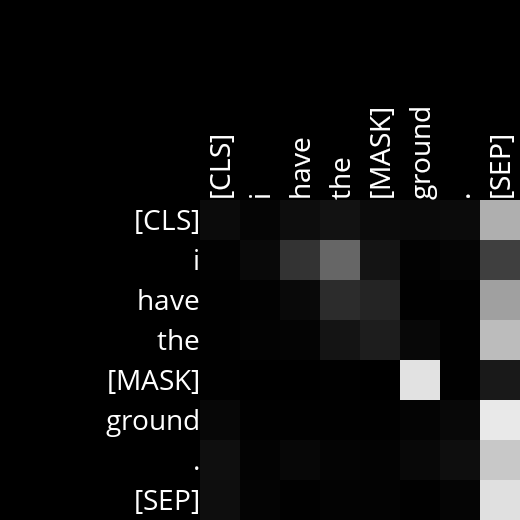 [CLS] i have the [MASK] ground . [SEP]
[CLS]
i
have
the
[MASK]
ground
.
[SEP]